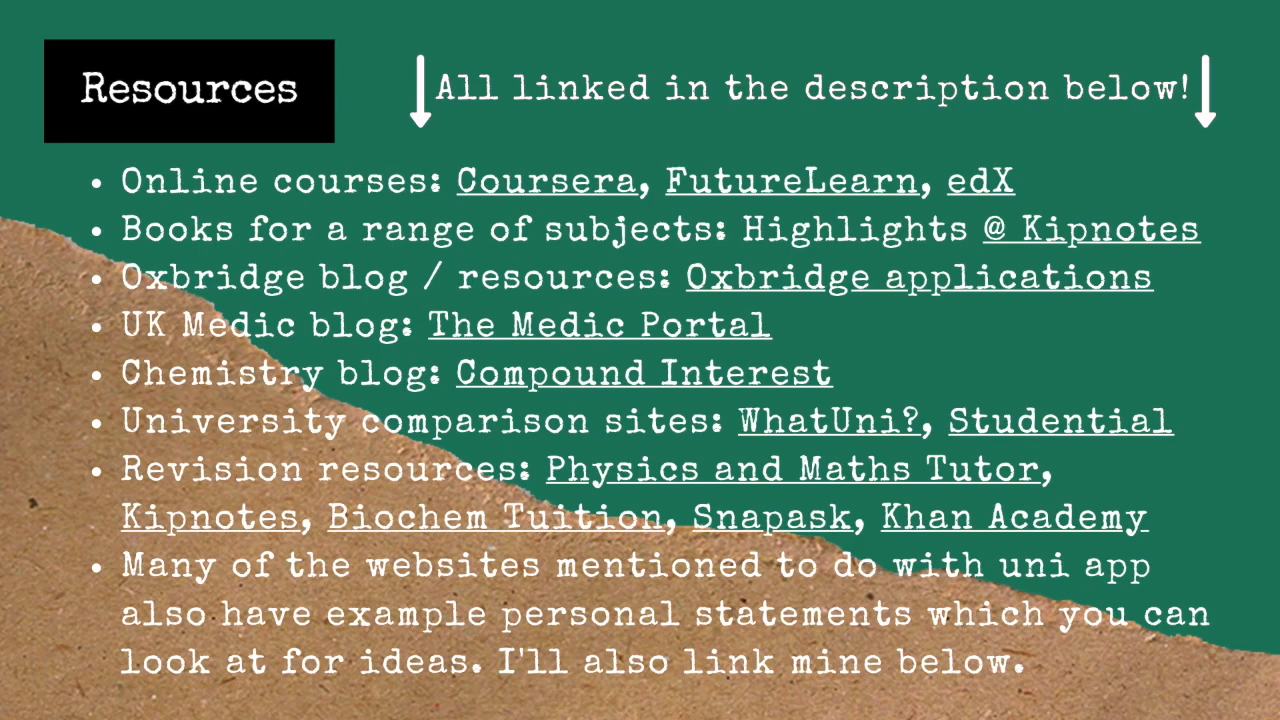 Resources
All linked in the description below!
• Online courses: Coursera, FutureLearn, edX
• Books for a range of subjects: Highlights @ Kipnotes
• Oxbridge blog / resources: Oxbridge applications
• UK Medic blog: The Medic Portal
• Chemistry blog: Compound Interest
• University comparison sites: WhatUni?, Studential
• Revision resources: Physics and Maths Tutor,
Kipnotes, Biochem Tuition, Snapask, Khan Academy
• Many of the websites mentioned to do with uni app
also have example personal statements which you can
look at for ideas. I'll also link mine below.